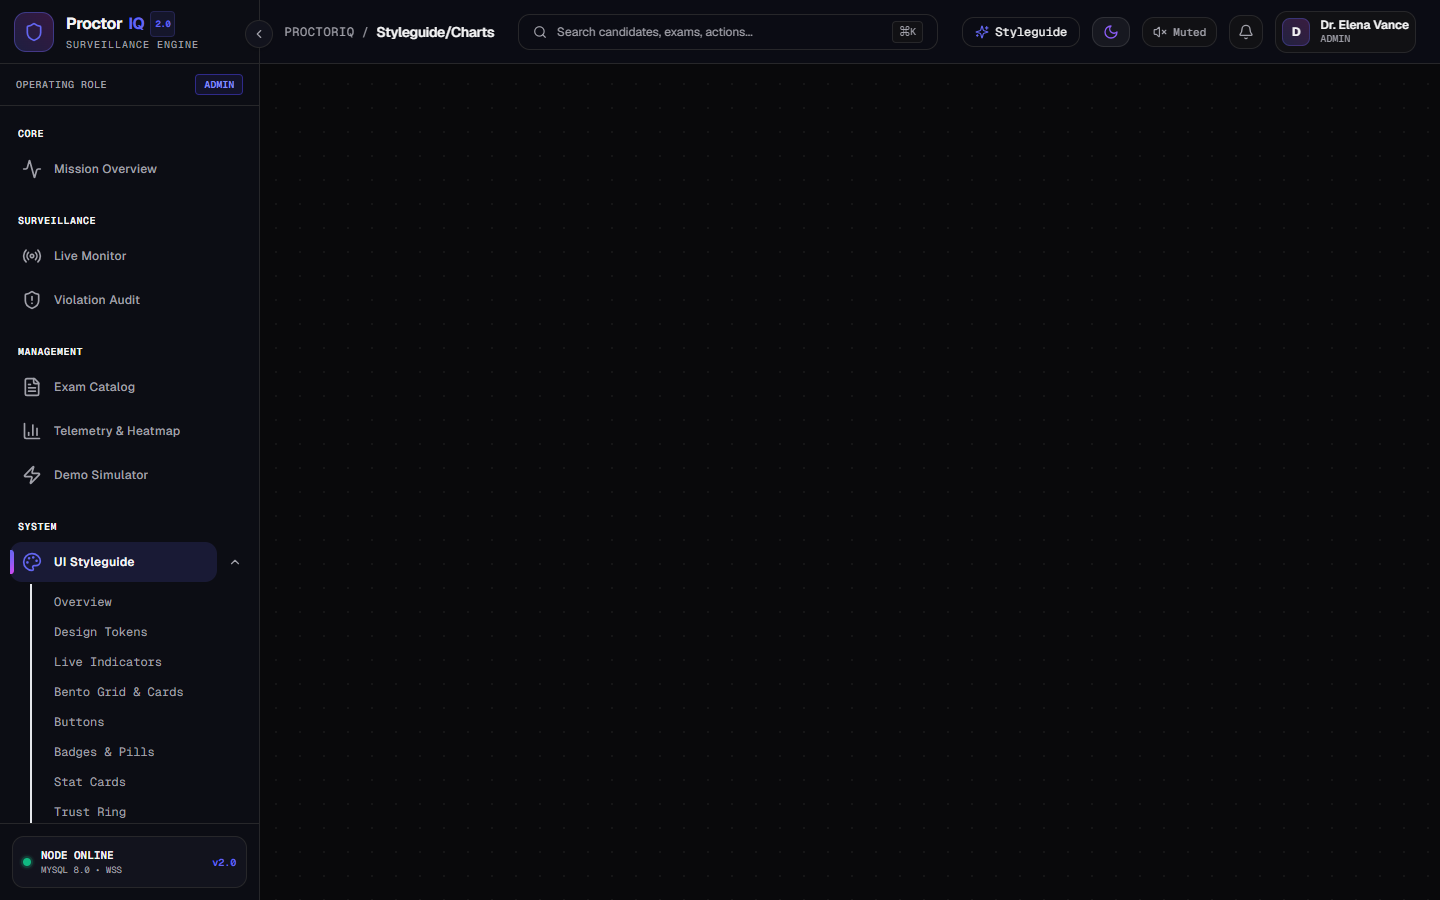 Proctor IQ 2.0
SURVEILLANCE ENGINE
PROCTORIQ / Styleguide/Charts
Search candidates, exams, actions...
⌘K
Styleguide
Muted
D
Dr. Elena Vance
ADMIN
OPERATING ROLE
ADMIN
CORE
Mission Overview
SURVEILLANCE
Live Monitor
Violation Audit
MANAGEMENT
Exam Catalog
Telemetry & Heatmap
Demo Simulator
SYSTEM
UI Styleguide
Overview
Design Tokens
Live Indicators
Bento Grid & Cards
Buttons
Badges & Pills
Stat Cards
Trust Ring
NODE ONLINE
MYSQL 8.0 • WSS
v2.0